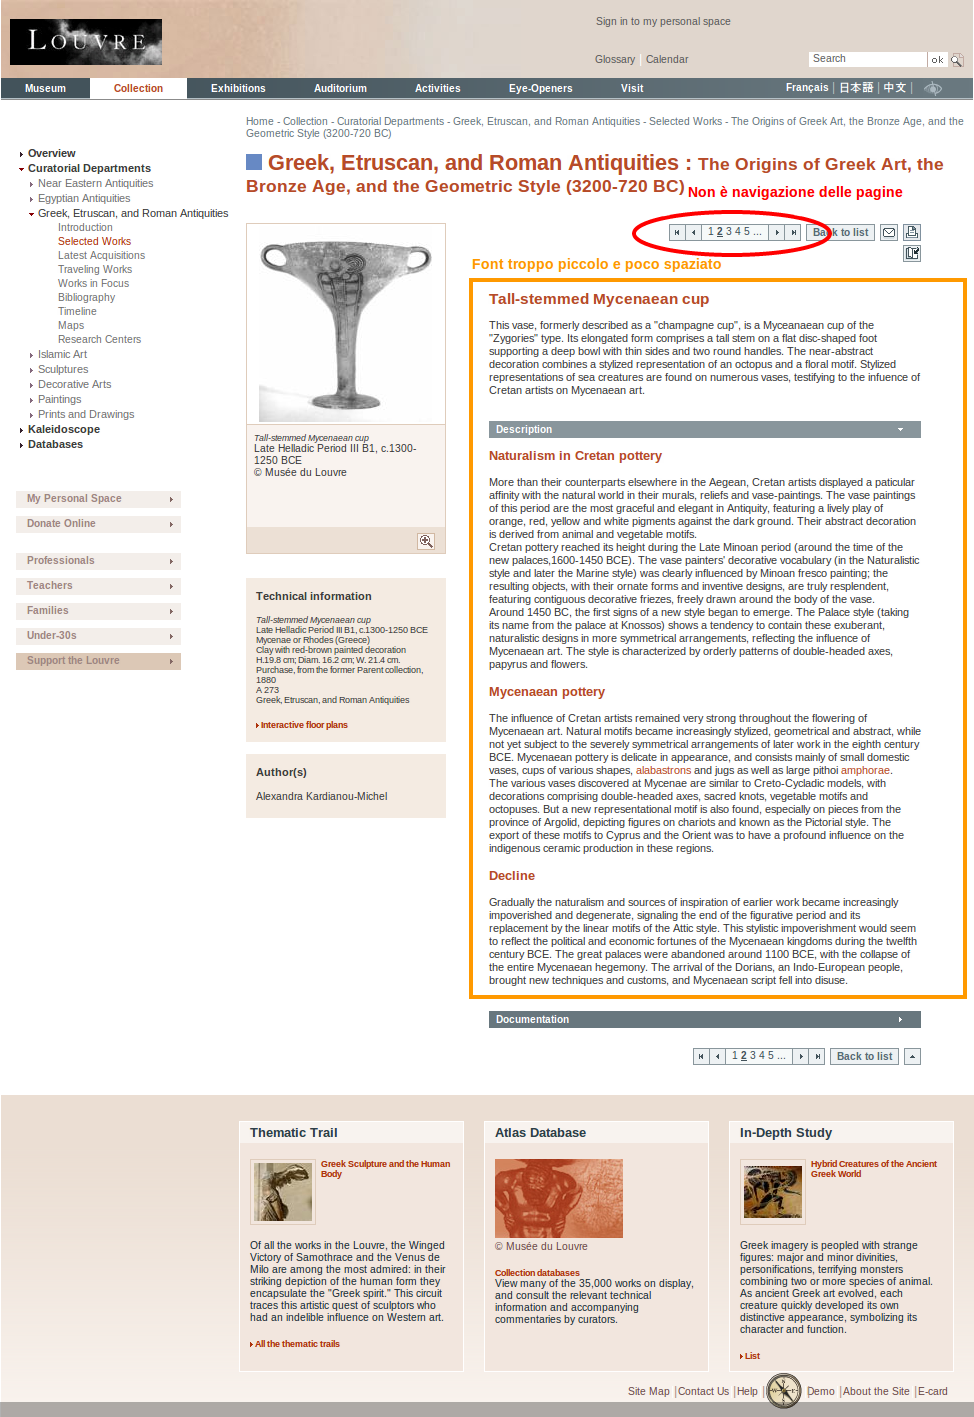 Sign in to my personal space
LOUVRE
Glossary | Calendar
Search ok
Museum Collection Exhibitions Auditorium Activities Eye-Openers Visit Français | 日本語 | 中文 |
Home - Collection - Curatorial Departments - Greek, Etruscan, and Roman Antiquities - Selected Works - The Origins of Greek Art, the Bronze Age, and the
Geometric Style (3200-720 BC)
Overview
Curatorial Departments
Near Eastern Antiquities
Egyptian Antiquities
Greek, Etruscan, and Roman Antiquities
Introduction
Selected Works
Latest Acquisitions
Traveling Works
Works in Focus
Bibliography
Timeline
Maps
Research Centers
Islamic Art
Sculptures
Decorative Arts
Paintings
Prints and Drawings
Kaleidoscope
Databases
My Personal Space
Donate Online
Professionals
Teachers
Families
Under-30s
Support the Louvre
Greek, Etruscan, and Roman Antiquities : The Origins of Greek Art, the
Bronze Age, and the Geometric Style (3200-720 BC)
Non è navigazione delle pagine
1 2 3 4 5 ... Back to list
Font troppo piccolo e poco spaziato
Tall-stemmed Mycenaean cup
Late Helladic Period III B1, c.1300-
1250 BCE
© Musée du Louvre
Technical information
Tall-stemmed Mycenaean cup
Late Helladic Period III B1, c.1300-1250 BCE
Mycenae or Rhodes (Greece)
Clay with red-brown painted decoration
H.19.8 cm; Diam. 16.2 cm; W. 21.4 cm.
Purchase, from the former Parent collection,
1880
A 273
Greek, Etruscan, and Roman Antiquities
Interactive floor plans
Author(s)
Alexandra Kardianou-Michel
Tall-stemmed Mycenaean cup
This vase, formerly described as a "champagne cup", is a Myceanaean cup of the
"Zygories" type. Its elongated form comprises a tall stem on a flat disc-shaped foot
supporting a deep bowl with thin sides and two round handles. The near-abstract
decoration combines a stylized representation of an octopus and a floral motif. Stylized
representations of sea creatures are found on numerous vases, testifying to the infuence of
Cretan artists on Mycenaean art.
Description
Naturalism in Cretan pottery
More than their counterparts elsewhere in the Aegean, Cretan artists displayed a paticular
affinity with the natural world in their murals, reliefs and vase-paintings. The vase paintings
of this period are the most graceful and elegant in Antiquity, featuring a lively play of
orange, red, yellow and white pigments against the dark ground. Their abstract decoration
is derived from animal and vegetable motifs.
Cretan pottery reached its height during the Late Minoan period (around the time of the
new palaces,1600-1450 BCE). The vase painters' decorative vocabulary (in the Naturalistic
style and later the Marine style) was clearly influenced by Minoan fresco painting; the
resulting objects, with their ornate forms and inventive designs, are truly resplendent,
featuring contiguous decorative friezes, freely drawn around the body of the vase.
Around 1450 BC, the first signs of a new style began to emerge. The Palace style (taking
its name from the palace at Knossos) shows a tendency to contain these exuberant,
naturalistic designs in more symmetrical arrangements, reflecting the influence of
Mycenaean art. The style is characterized by orderly patterns of double-headed axes,
papyrus and flowers.
Mycenaean pottery
The influence of Cretan artists remained very strong throughout the flowering of
Mycenaean art. Natural motifs became increasingly stylized, geometrical and abstract, while
not yet subject to the severely symmetrical arrangements of later work in the eighth century
BCE. Mycenaean pottery is delicate in appearance, and consists mainly of small domestic
vases, cups of various shapes, alabastrons and jugs as well as large pithoi amphorae.
The various vases discovered at Mycenae are similar to Creto-Cycladic models, with
decorations comprising double-headed axes, sacred knots, vegetable motifs and
octopuses. But a new representational motif is also found, especially on pieces from the
province of Argolid, depicting figures on chariots and known as the Pictorial style. The
export of these motifs to Cyprus and the Orient was to have a profound influence on the
indigenous ceramic production in these regions.
Decline
Gradually the naturalism and sources of inspiration of earlier work became increasingly
impoverished and degenerate, signaling the end of the figurative period and its
replacement by the linear motifs of the Attic style. This stylistic impoverishment would seem
to reflect the political and economic fortunes of the Mycenaean kingdoms during the twelfth
century BCE. The great palaces were abandoned around 1100 BCE, with the collapse of
the entire Mycenaean hegemony. The arrival of the Dorians, an Indo-European people,
brought new techniques and customs, and Mycenaean script fell into disuse.
Documentation
1 2 3 4 5 ... Back to list
Thematic Trail
Greek Sculpture and the Human
Body
Of all the works in the Louvre, the Winged
Victory of Samothrace and the Venus de
Milo are among the most admired: in their
striking depiction of the human form they
encapsulate the "Greek spirit." This circuit
traces this artistic quest of sculptors who
had an indelible influence on Western art.
All the thematic trails
Atlas Database
© Musée du Louvre
Collection databases
View many of the 35,000 works on display,
and consult the relevant technical
information and accompanying
commentaries by curators.
In-Depth Study
Hybrid Creatures of the Ancient
Greek World
Greek imagery is peopled with strange
figures: major and minor divinities,
personifications, terrifying monsters
combining two or more species of animal.
As ancient Greek art evolved, each
creature quickly developed its own
distinctive appearance, symbolizing its
character and function.
List
Site Map | Contact Us | Help | | Demo | About the Site | E-card